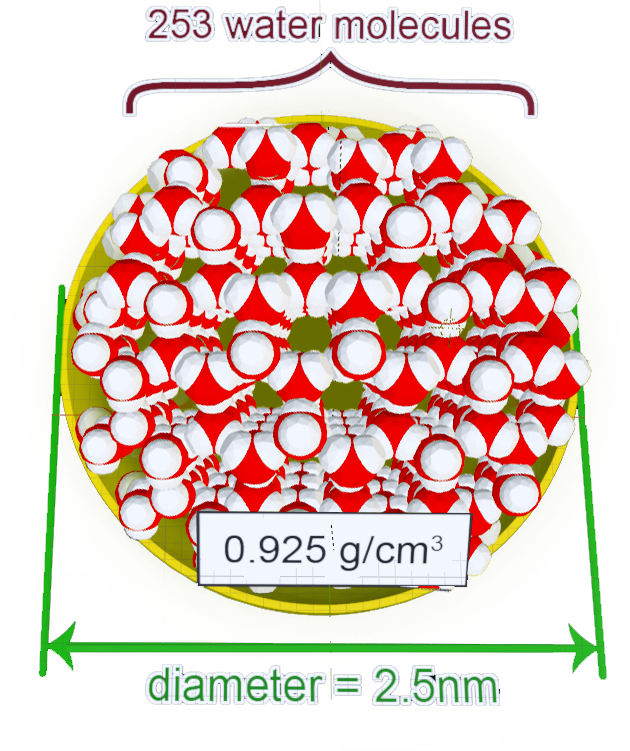 253 water molecules
0.925 g/cm³
diameter = 2.5nm